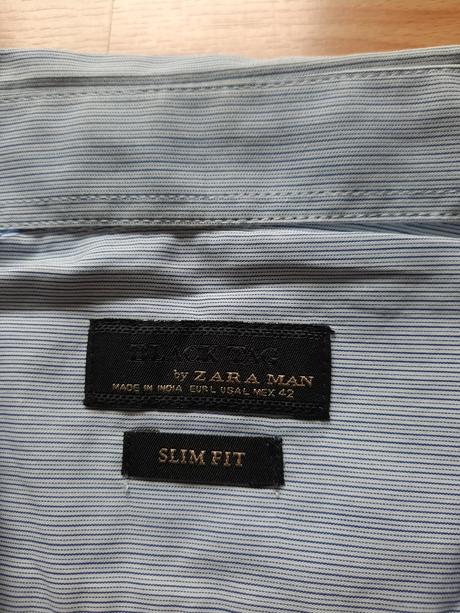 BLACK TAG
by ZARA MAN
MADE IN INDIA EUR L USA L MEX 42
SLIM FIT